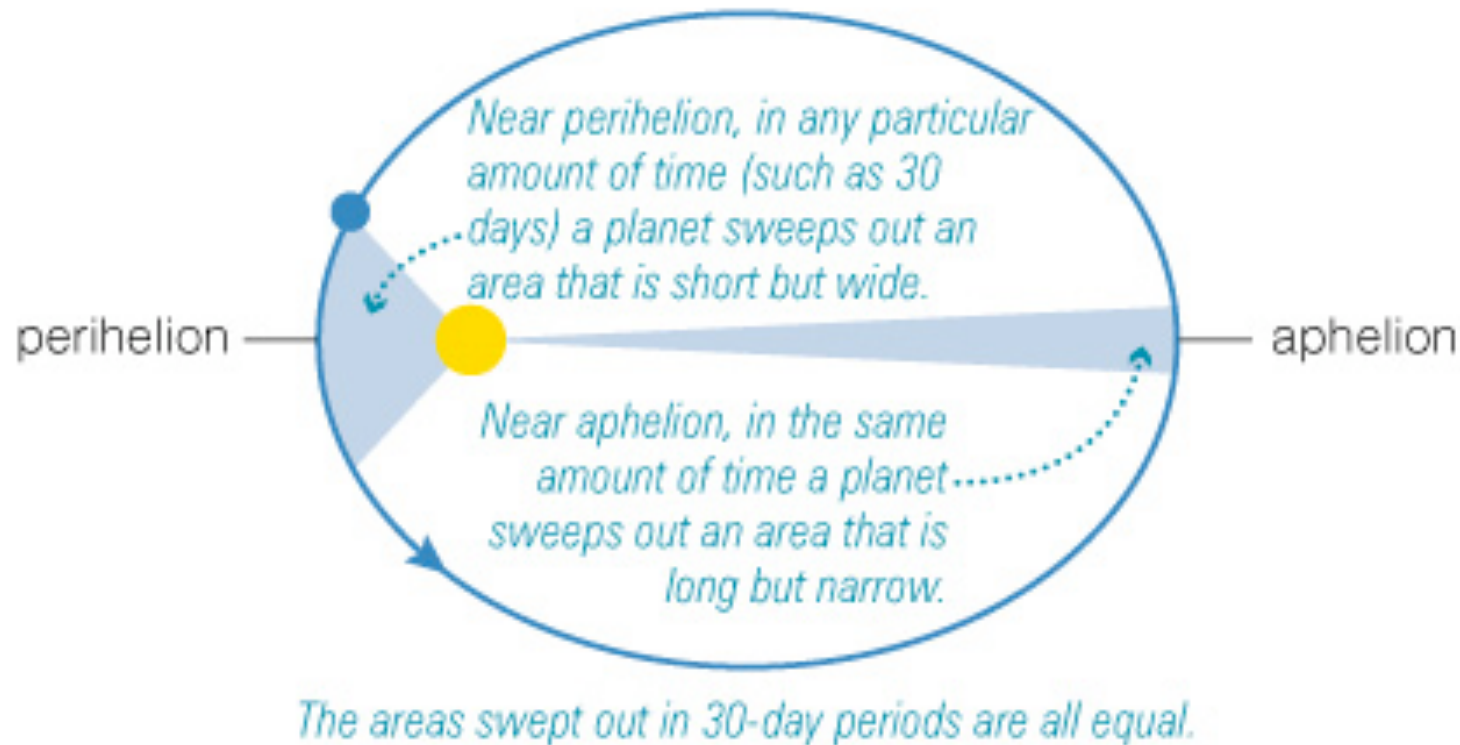 Near perihelion, in any particular
amount of time (such as 30
days) a planet sweeps out an
area that is short but wide.
perihelion
aphelion
Near aphelion, in the same
amount of time a planet
sweeps out an area that is
long but narrow.
The areas swept out in 30-day periods are all equal.